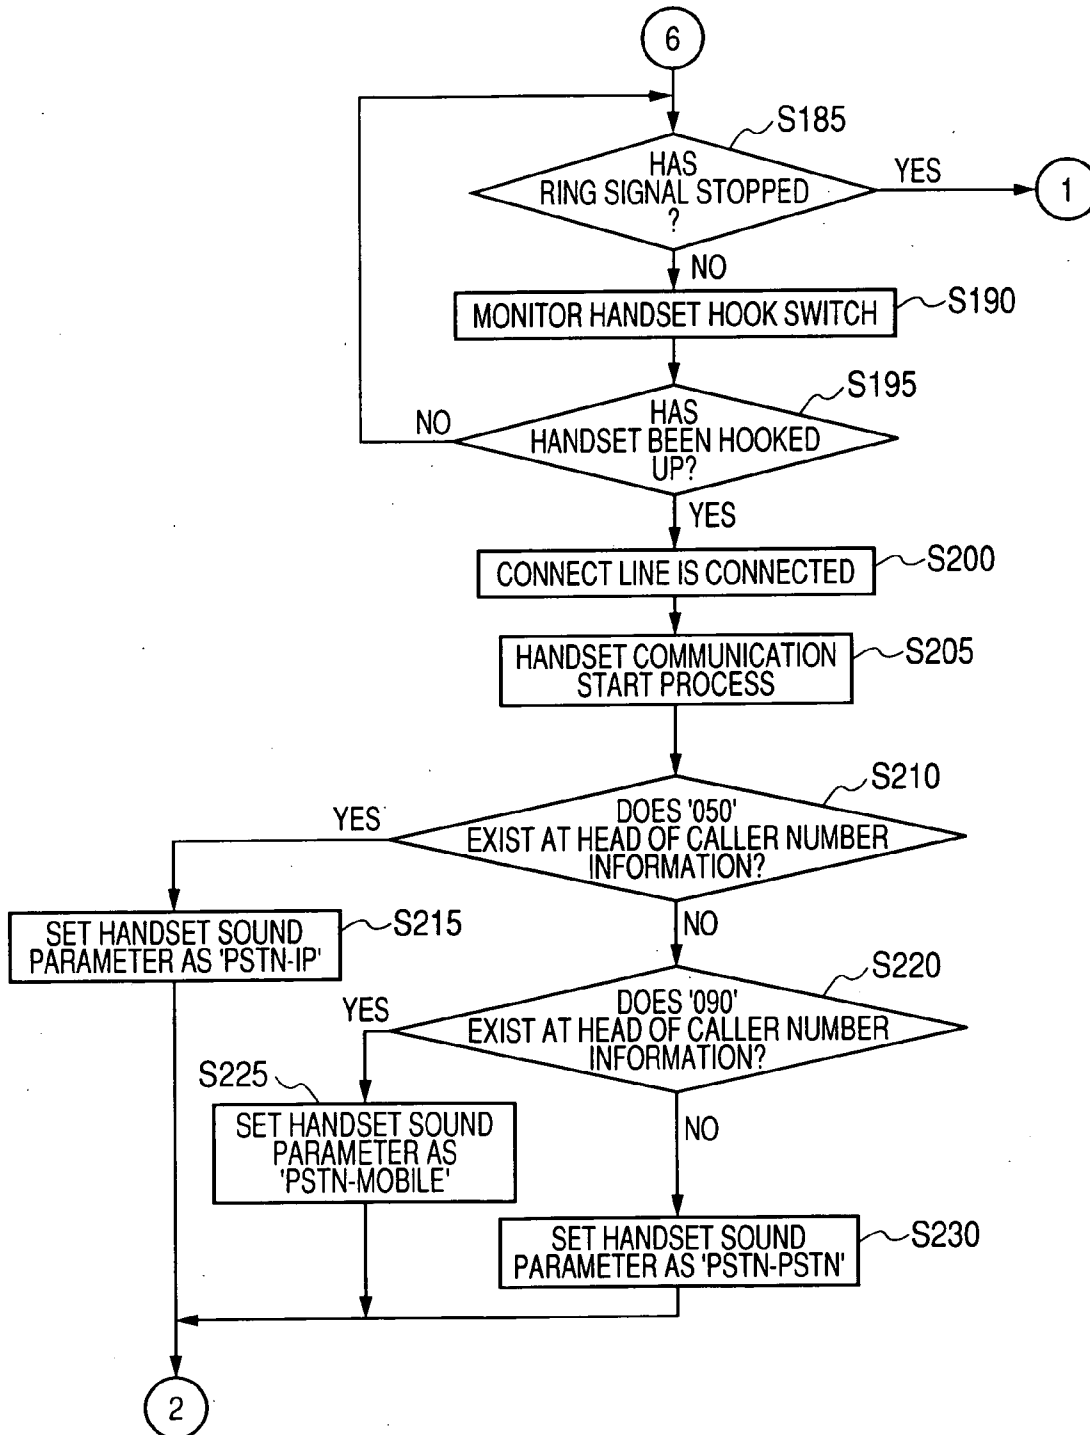 6
S185
HAS
RING SIGNAL STOPPED
?
YES
1
NO
MONITOR HANDSET HOOK SWITCH
S190
S195
HAS
HANDSET BEEN HOOKED
UP?
NO
YES
CONNECT LINE IS CONNECTED
S200
HANDSET COMMUNICATION
START PROCESS
S205
S210
DOES '050'
EXIST AT HEAD OF CALLER NUMBER
INFORMATION?
YES
NO
SET HANDSET SOUND
PARAMETER AS 'PSTN-IP'
S215
S220
DOES '090'
EXIST AT HEAD OF CALLER NUMBER
INFORMATION?
YES
NO
S225
SET HANDSET SOUND
PARAMETER AS
'PSTN-MOBILE'
SET HANDSET SOUND
PARAMETER AS 'PSTN-PSTN'
S230
2